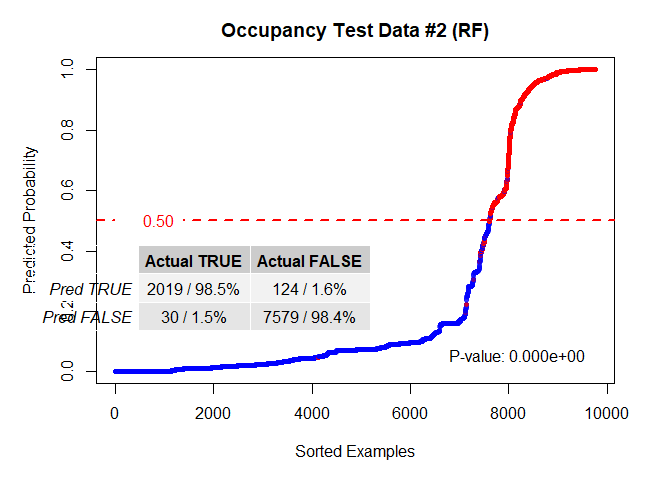 Occupancy Test Data #2 (RF)
Predicted Probability
1.0
0.8
0.6
0.50
0.4
Actual TRUE Actual FALSE
Pred TRUE 2019 / 98.5% 124 / 1.6%
0.2
Pred FALSE 30 / 1.5% 7579 / 98.4%
P-value: 0.000e+00
0.0
0 2000 4000 6000 8000 10000
Sorted Examples